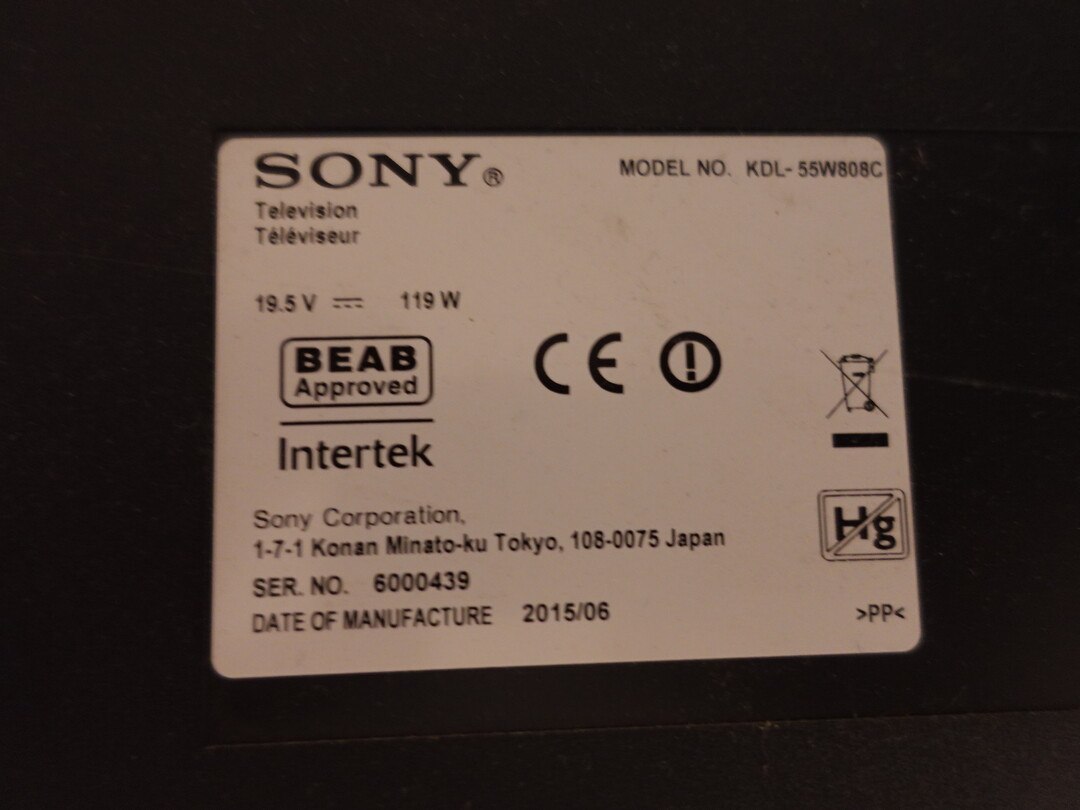 SONY®
MODEL NO. KDL- 55W808C
Television
Téléviseur
19.5 V 119 W
BEAB
Approved
CE
Intertek
Hg
Sony Corporation,
1-7-1 Konan Minato-ku Tokyo, 108-0075 Japan
SER. NO. 6000439
DATE OF MANUFACTURE 2015/06
>PP<